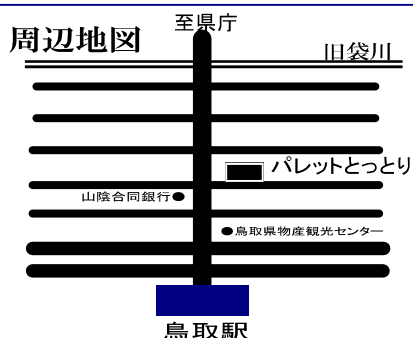 至県庁
周辺地図
旧袋川
パレットとっとり
山陰合同銀行
鳥取県物産観光センター
鳥取駅